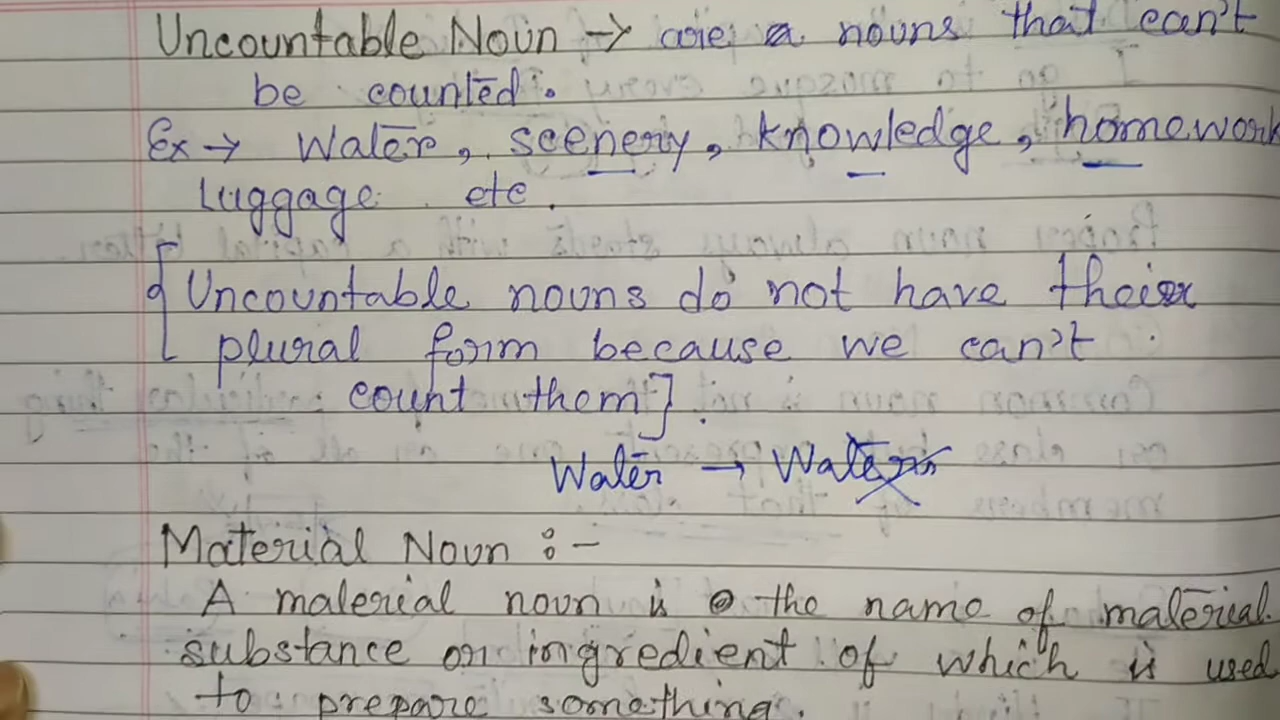 Uncountable Noun → are a nouns that can't
be counted.
Ex → Water, scenery, knowledge, homework
Luggage etc.
[ Uncountable nouns do not have their
plural form because we can't
count them].
Water → Waters
Material Noun :-
A material noun is the name of material
substance or ingredient of which is used
to prepare something.